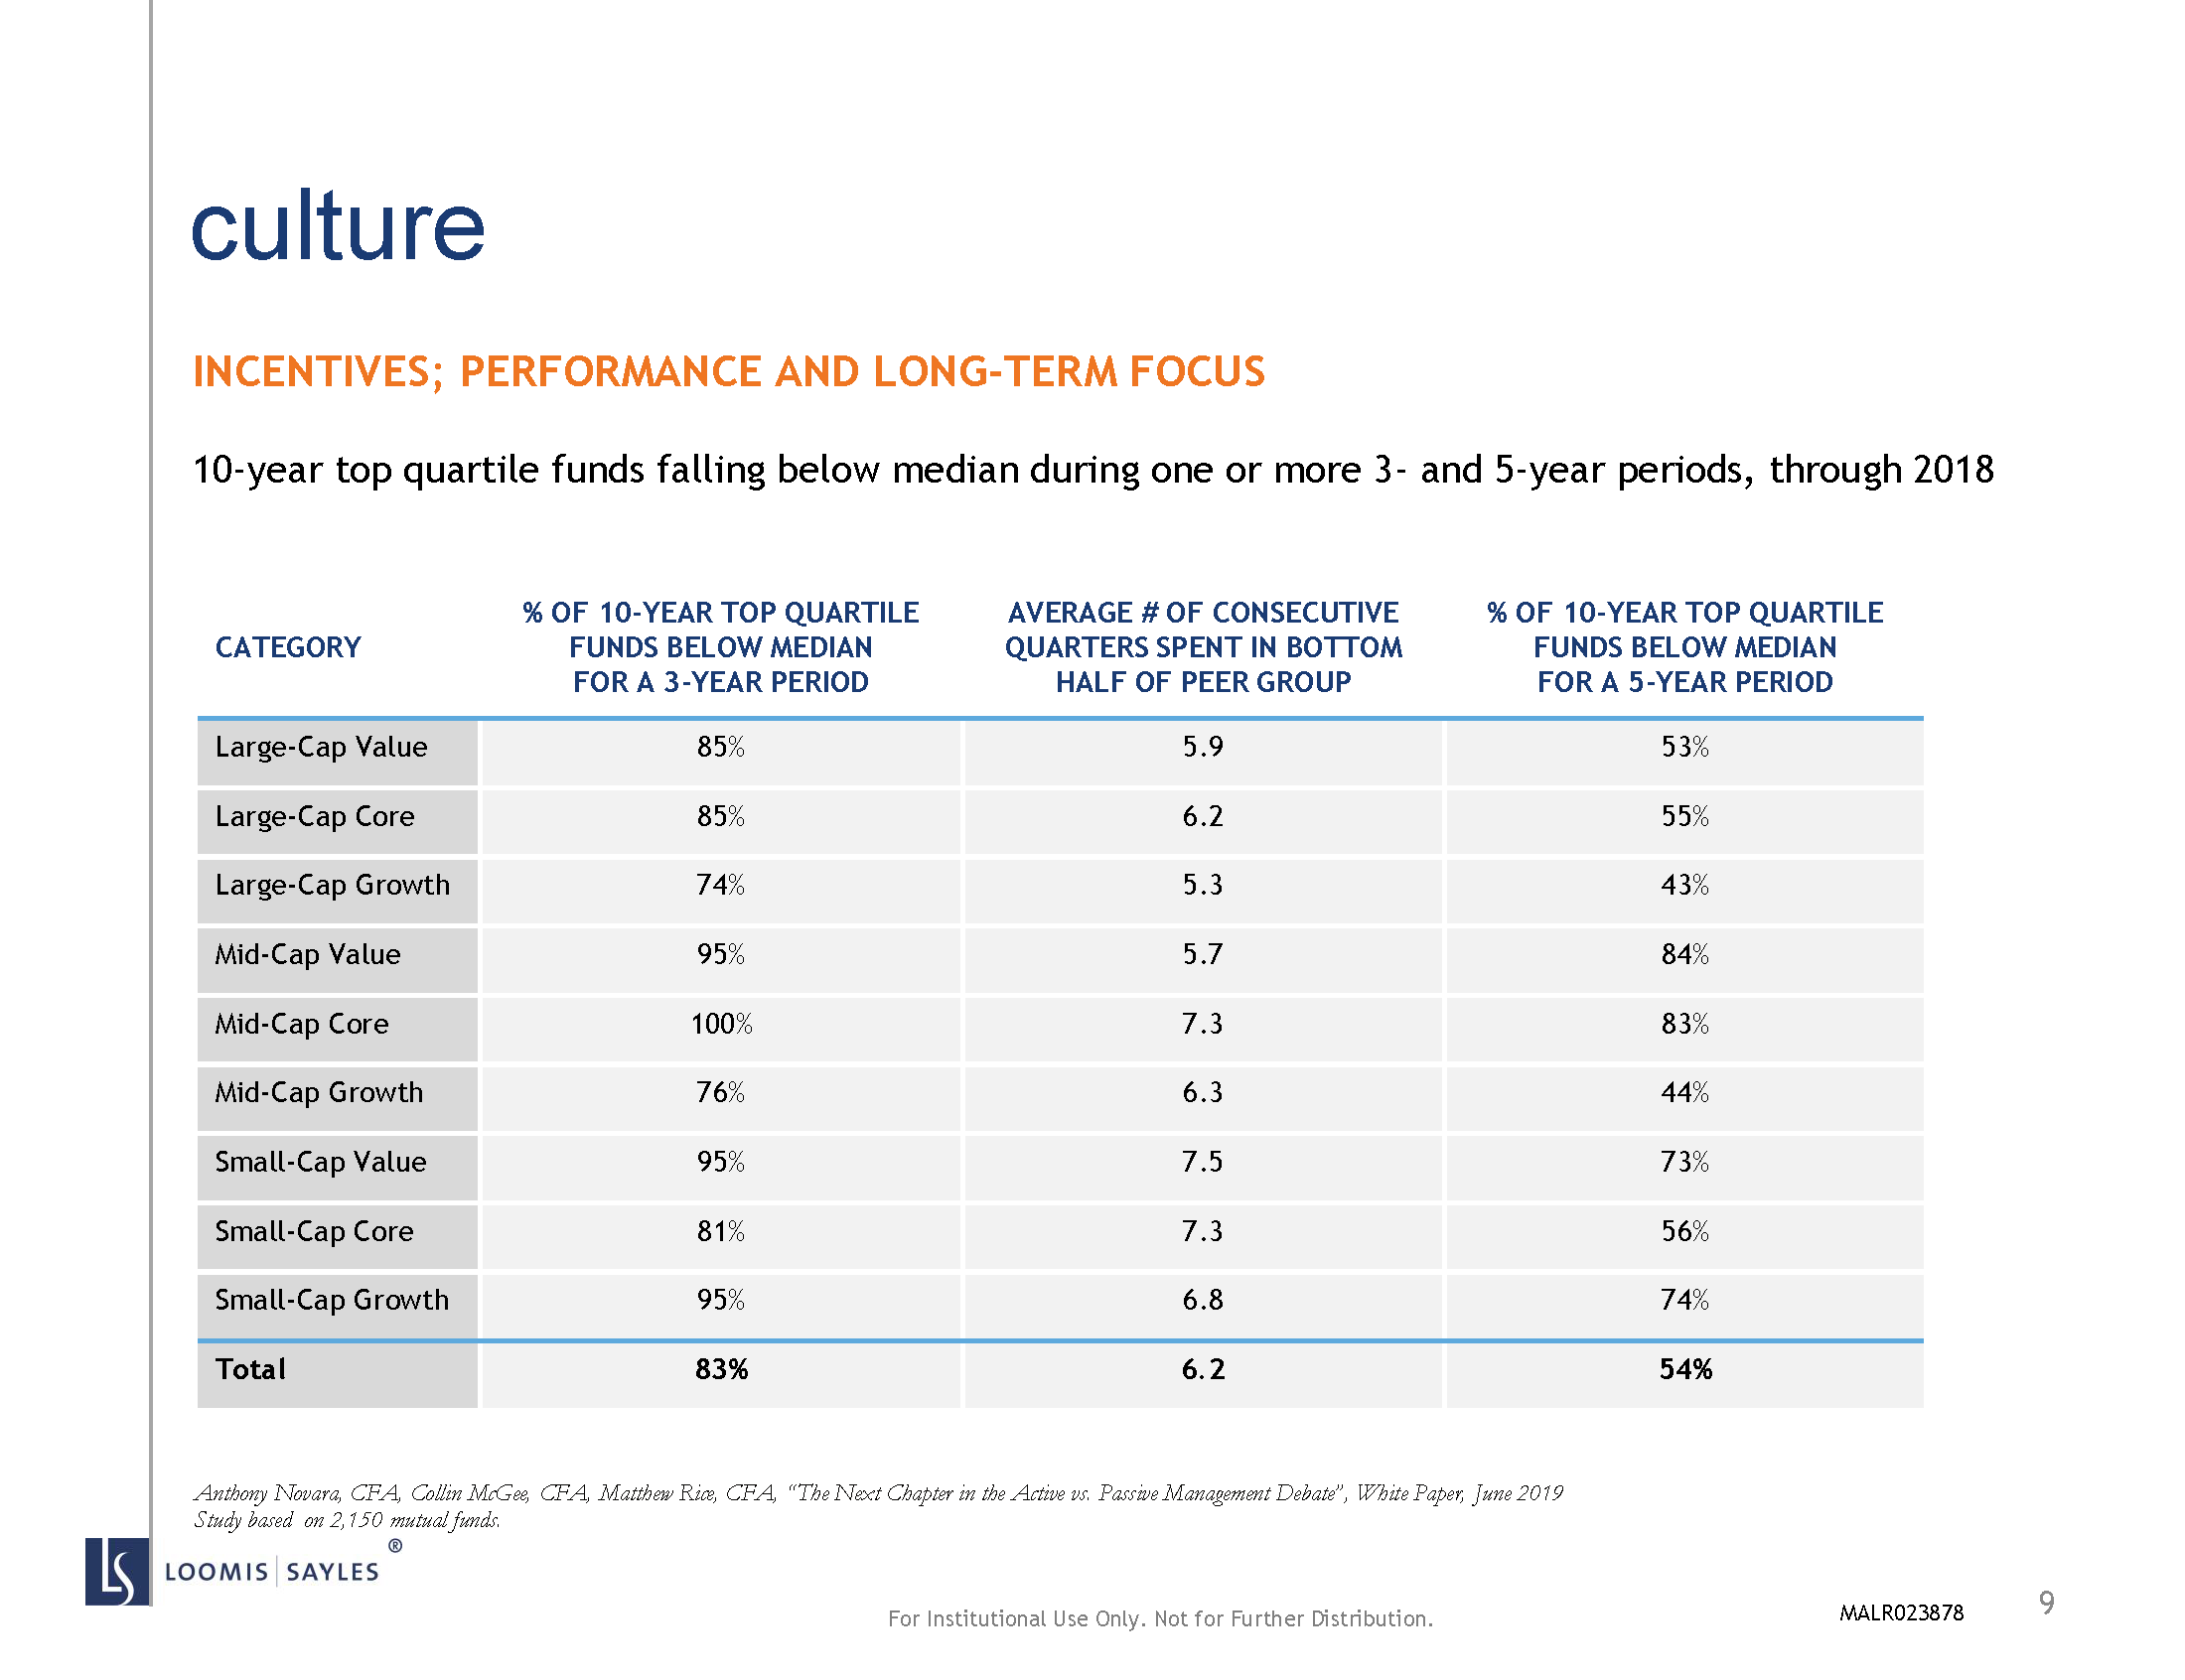 culture
INCENTIVES; PERFORMANCE AND LONG-TERM FOCUS
10-year top quartile funds falling below median during one or more 3- and 5-year periods, through 2018
CATEGORY
% OF 10-YEAR TOP QUARTILE
FUNDS BELOW MEDIAN
FOR A 3-YEAR PERIOD
AVERAGE # OF CONSECUTIVE
QUARTERS SPENT IN BOTTOM
HALF OF PEER GROUP
% OF 10-YEAR TOP QUARTILE
FUNDS BELOW MEDIAN
FOR A 5-YEAR PERIOD
Large-Cap Value 85% 5.9 53%
Large-Cap Core 85% 6.2 55%
Large-Cap Growth 74% 5.3 43%
Mid-Cap Value 95% 5.7 84%
Mid-Cap Core 100% 7.3 83%
Mid-Cap Growth 76% 6.3 44%
Small-Cap Value 95% 7.5 73%
Small-Cap Core 81% 7.3 56%
Small-Cap Growth 95% 6.8 74%
Total 83% 6.2 54%
Anthony Novara, CFA, Collin McGee, CFA, Matthew Rice, CFA, “The Next Chapter in the Active vs. Passive Management Debate”, White Paper, June 2019
Study based on 2,150 mutual funds.
LS LOOMIS | SAYLES ®
For Institutional Use Only. Not for Further Distribution.
MALR023878
9